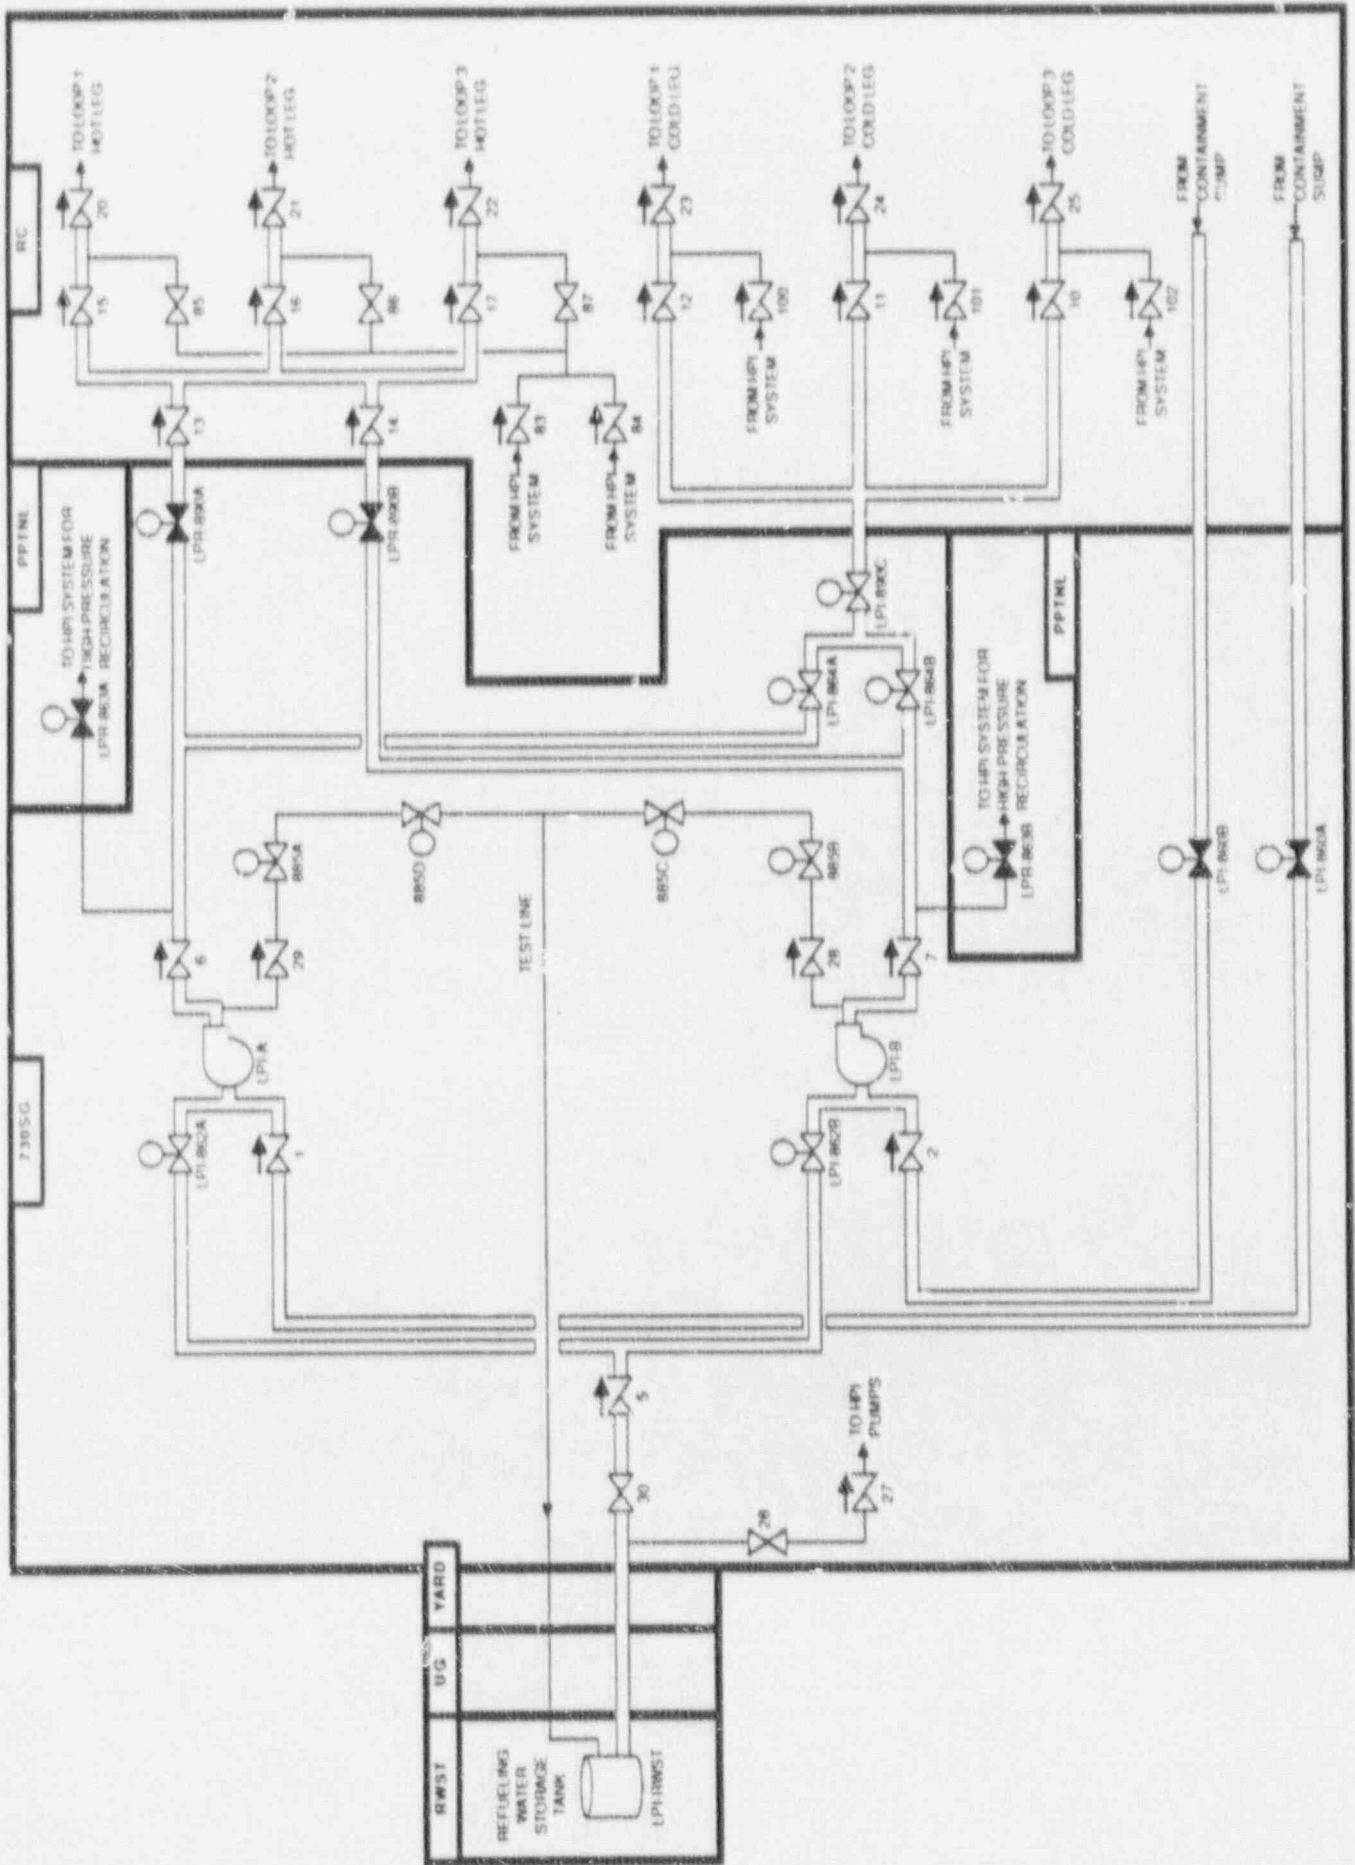 RC
TO LOOP 1
HOT LEG
TO LOOP 2
HOT LEG
TO LOOP 3
HOT LEG
TO LOOP 1
COLD LEG
TO LOOP 2
COLD LEG
TO LOOP 3
COLD LEG
FROM
CONTAINMENT
SUMP
FROM
CONTAINMENT
SUMP
20
21
22
23
24
25
15
85
16
86
17
87
12
100
11
101
10
102
FROM HPI
SYSTEM
FROM HPI
SYSTEM
FROM HPI
SYSTEM
13
14
83
84
FROM HPI
SYSTEM
FROM HPI
SYSTEM
PPTNL
TO HPI SYSTEM FOR
HIGH PRESSURE
RECIRCULATION
LPR-863A
LPR-890A
LPR-890B
LPI-890C
LPI-864A
LPI-864B
PPTNL
TO HPI SYSTEM FOR
HIGH PRESSURE
RECIRCULATION
LPR-863B
885A
885D
885C
885B
LPI-860B
LPI-860A
6
29
TEST LINE
28
7
730SG
LPI-A
LPI-B
LPI-862A
1
LPI-862B
2
5
30
28
27
TO HPI
PUMPS
YARD
UG
RWST
REFUELING
WATER
STORAGE
TANK
LPI-RWST